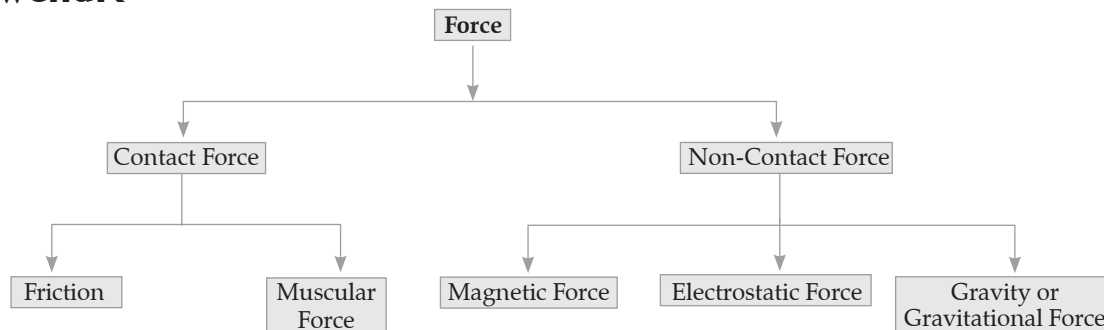 Force
Contact Force
Non-Contact Force
Friction
Muscular
Force
Magnetic Force
Electrostatic Force
Gravity or
Gravitational Force